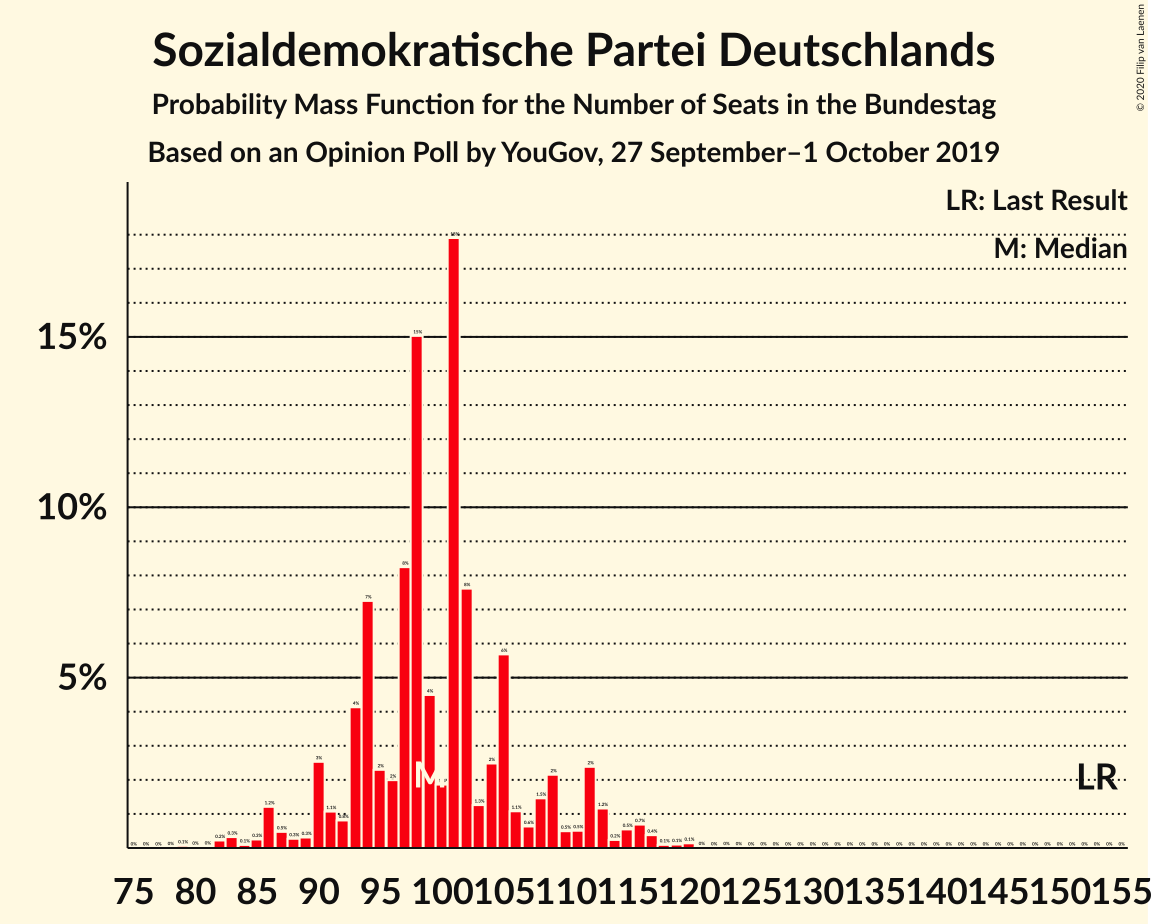 Sozialdemokratische Partei Deutschlands
Probability Mass Function for the Number of Seats in the Bundestag
Based on an Opinion Poll by YouGov, 27 September–1 October 2019
© 2020 Filip van Laenen
LR: Last Result
M: Median
15%
10%
5%
M
LR
75 80 85 90 95 100 105 110 115 120 125 130 135 140 145 150 155